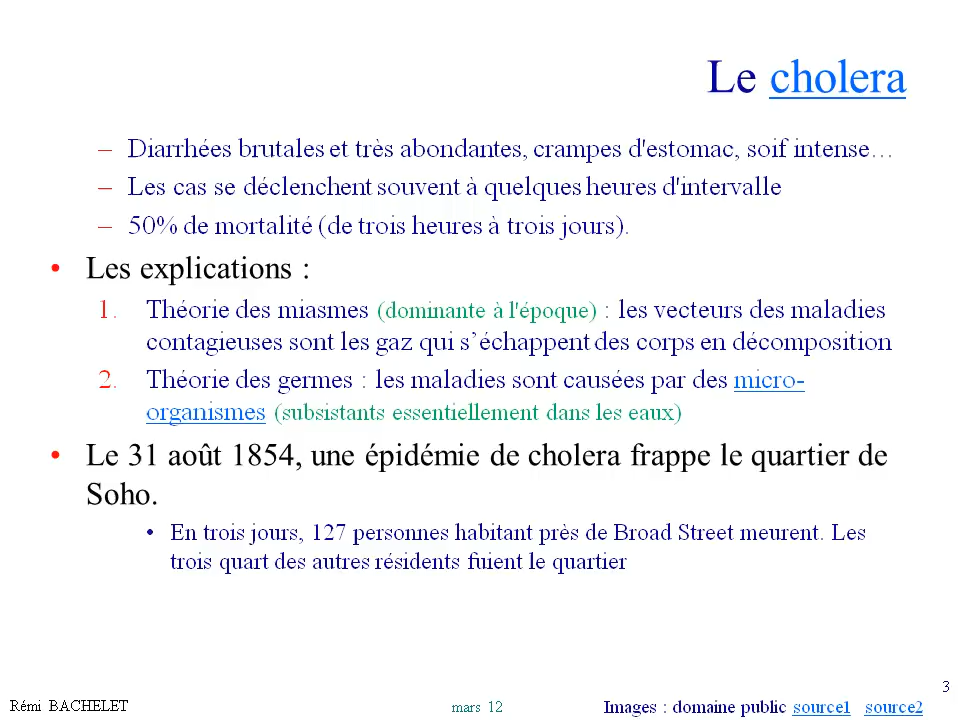 Le cholera
– Diarrhées brutales et très abondantes, crampes d'estomac, soif intense…
– Les cas se déclenchent souvent à quelques heures d'intervalle
– 50% de mortalité (de trois heures à trois jours).
• Les explications :
1. Théorie des miasmes (dominante à l'époque) : les vecteurs des maladies
contagieuses sont les gaz qui s’échappent des corps en décomposition
2. Théorie des germes : les maladies sont causées par des micro-
organismes (subsistants essentiellement dans les eaux)
• Le 31 août 1854, une épidémie de cholera frappe le quartier de
Soho.
• En trois jours, 127 personnes habitant près de Broad Street meurent. Les
trois quart des autres résidents fuient le quartier
3
Rémi BACHELET
mars 12
Images : domaine public source1 source2